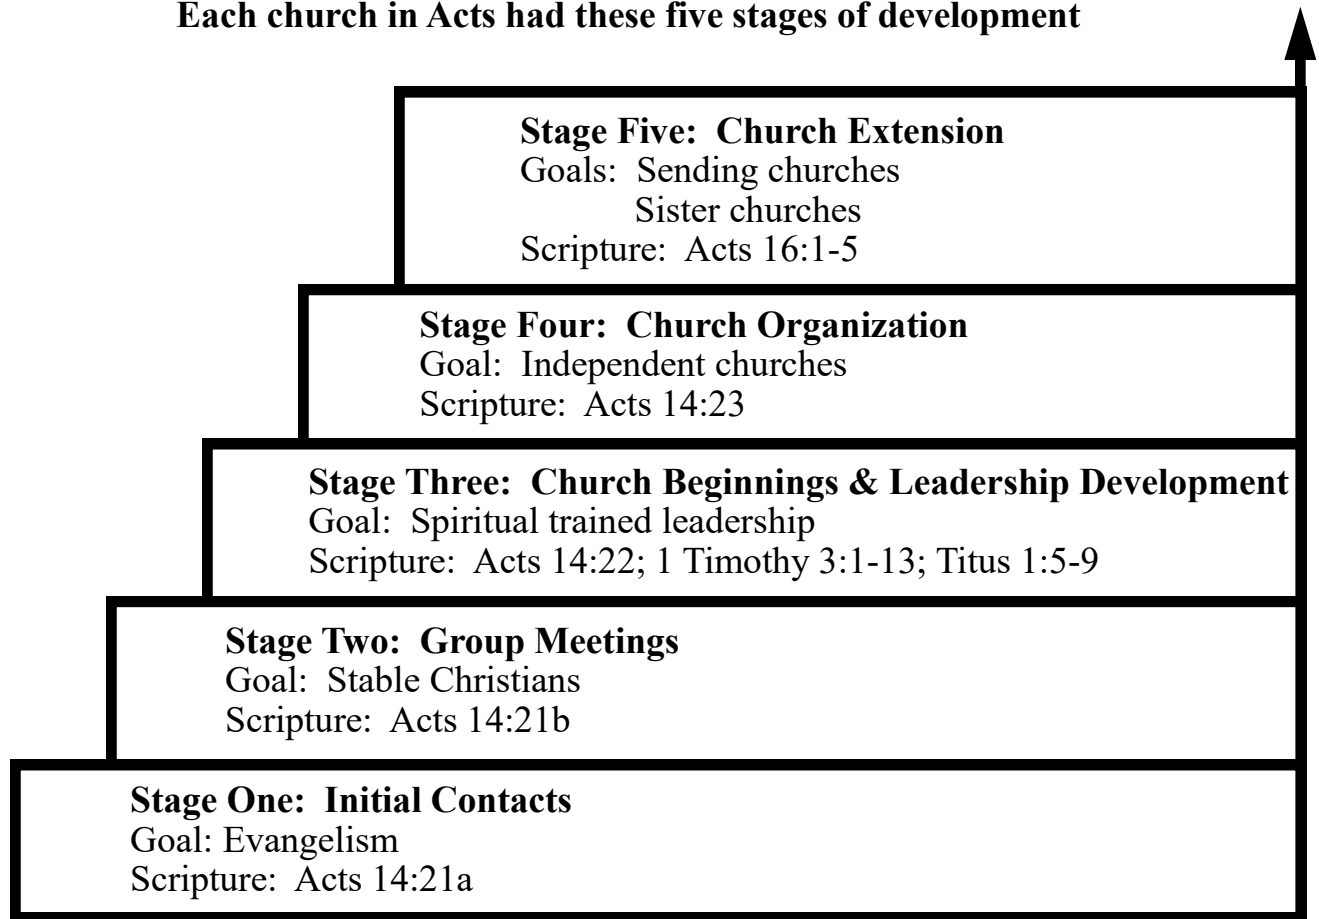 Each church in Acts had these five stages of development
Stage Five: Church Extension
Goals: Sending churches
Sister churches
Scripture: Acts 16:1-5
Stage Four: Church Organization
Goal: Independent churches
Scripture: Acts 14:23
Stage Three: Church Beginnings & Leadership Development
Goal: Spiritual trained leadership
Scripture: Acts 14:22; 1 Timothy 3:1-13; Titus 1:5-9
Stage Two: Group Meetings
Goal: Stable Christians
Scripture: Acts 14:21b
Stage One: Initial Contacts
Goal: Evangelism
Scripture: Acts 14:21a